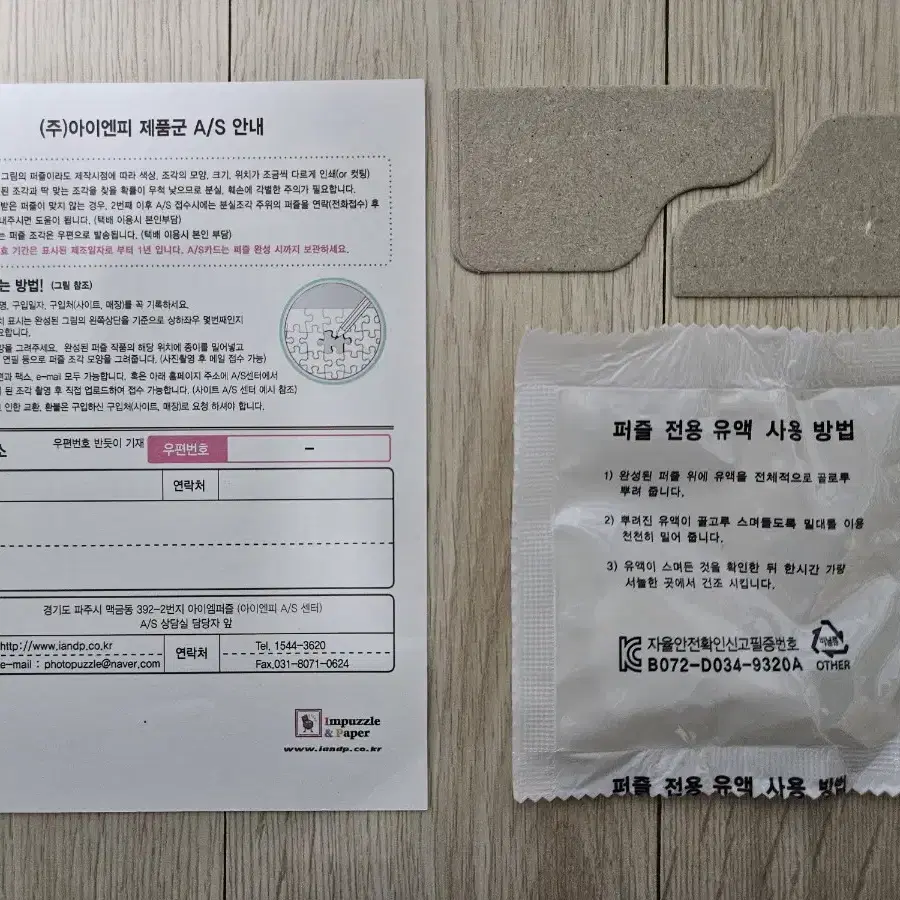 (주)아이엔피 제품군 A/S 안내
그림의 퍼즐이라도 제작시점에 따라 색상, 조각의 모양, 크기, 위치가 조금씩 다르게 인쇄(or 컷팅)
된 조각과 딱 맞는 조각을 찾을 확률이 무척 낮으므로 분실, 훼손에 각별한 주의가 필요합니다.
받은 퍼즐이 맞지 않는 경우, 2번째 이후 A/S 접수시에는 분실조각 주위의 퍼즐을 연락(전화접수) 후
내주시면 도움이 됩니다. (택배 이용시 본인부담)
는 퍼즐 조각은 우편으로 발송됩니다. (택배 이용시 본인 부담)
효 기간은 표시된 제조일자로 부터 1년 입니다. A/S카드는 퍼즐 완성 시까지 보관하세요.
는 방법! (그림 참조)
명, 구입일자, 구입처(사이트, 매장)를 꼭 기록하세요.
표시는 완성된 그림의 왼쪽상단을 기준으로 상하좌우 몇번째인지
요합니다.
양을 그려주세요. 완성된 퍼즐 작품의 해당 위치에 종이를 밀어넣고
연필 등으로 퍼즐 조각 모양을 그려줍니다. (사진촬영 후 메일 접수 가능)
편과 팩스, e-mail 모두 가능합니다. 혹은 아래 홈페이지 주소에 A/S센터에서
된 조각 촬영 후 직접 업로드하여 접수 가능합니다. (사이트 A/S 센터 예시 참조)
인한 교환, 환불은 구입하신 구입처(사이트, 매장)로 요청 하셔야 합니다.
소 우편번호 반듯이 기재 우편번호 –
연락처
경기도 파주시 맥금동 392-2번지 아이엠퍼즐 (아이엔피 A/S 센터)
A/S 상담실 담당자 앞
http://www.iandp.co.kr 연락처 Tel. 1544-3620
e-mail : photopuzzle@naver.com Fax.031-8071-0624
Impuzzle
& Paper
www.iandp.co.kr
퍼즐 전용 유액 사용 방법
1) 완성된 퍼즐 위에 유액을 전체적으로 골고루
뿌려 줍니다.
2) 뿌려진 유액이 골고루 스며들도록 밀대를 이용
천천히 밀어 줍니다.
3) 유액이 스며든 것을 확인한 뒤 한시간 가량
서늘한 곳에서 건조 시킵니다.
자율안전확인신고필증번호
B072-D034-9320A
비닐류
OTHER
퍼즐 전용 유액 사용 방법